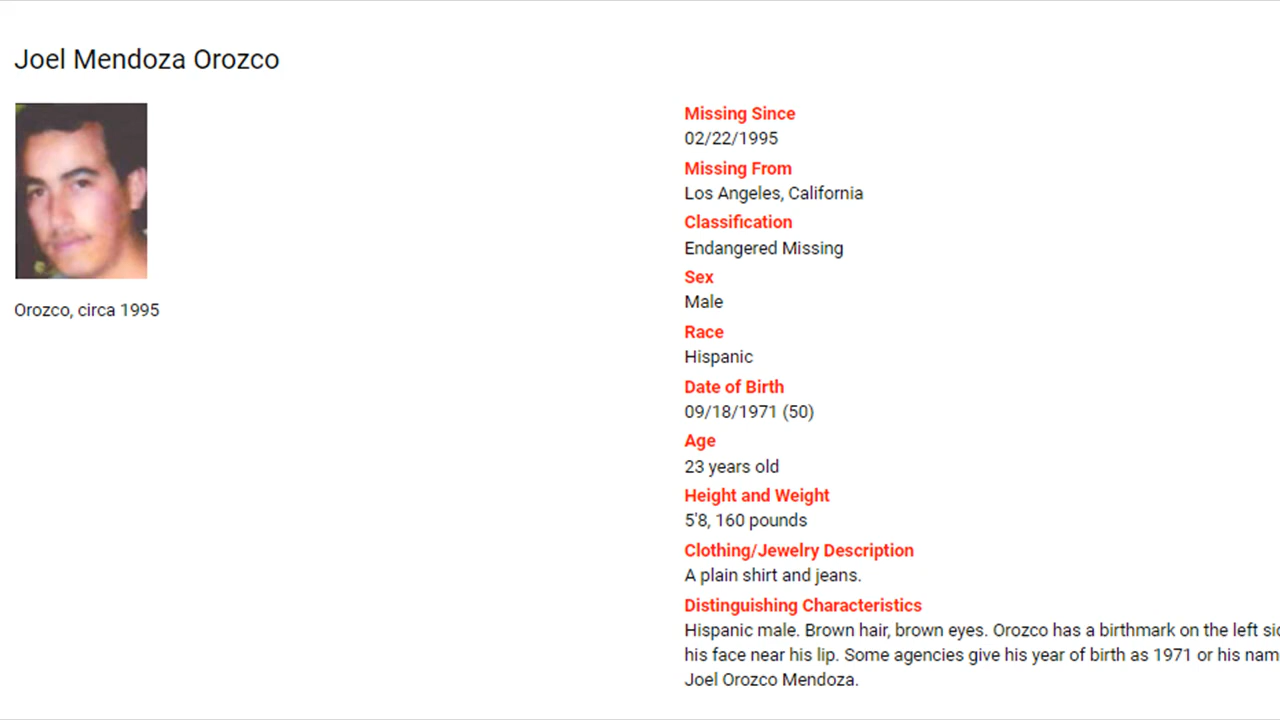 Joel Mendoza Orozco
Orozco, circa 1995
Missing Since
02/22/1995
Missing From
Los Angeles, California
Classification
Endangered Missing
Sex
Male
Race
Hispanic
Date of Birth
09/18/1971 (50)
Age
23 years old
Height and Weight
5'8, 160 pounds
Clothing/Jewelry Description
A plain shirt and jeans.
Distinguishing Characteristics
Hispanic male. Brown hair, brown eyes. Orozco has a birthmark on the left
his face near his lip. Some agencies give his year of birth as 1971 or his
Joel Orozco Mendoza.